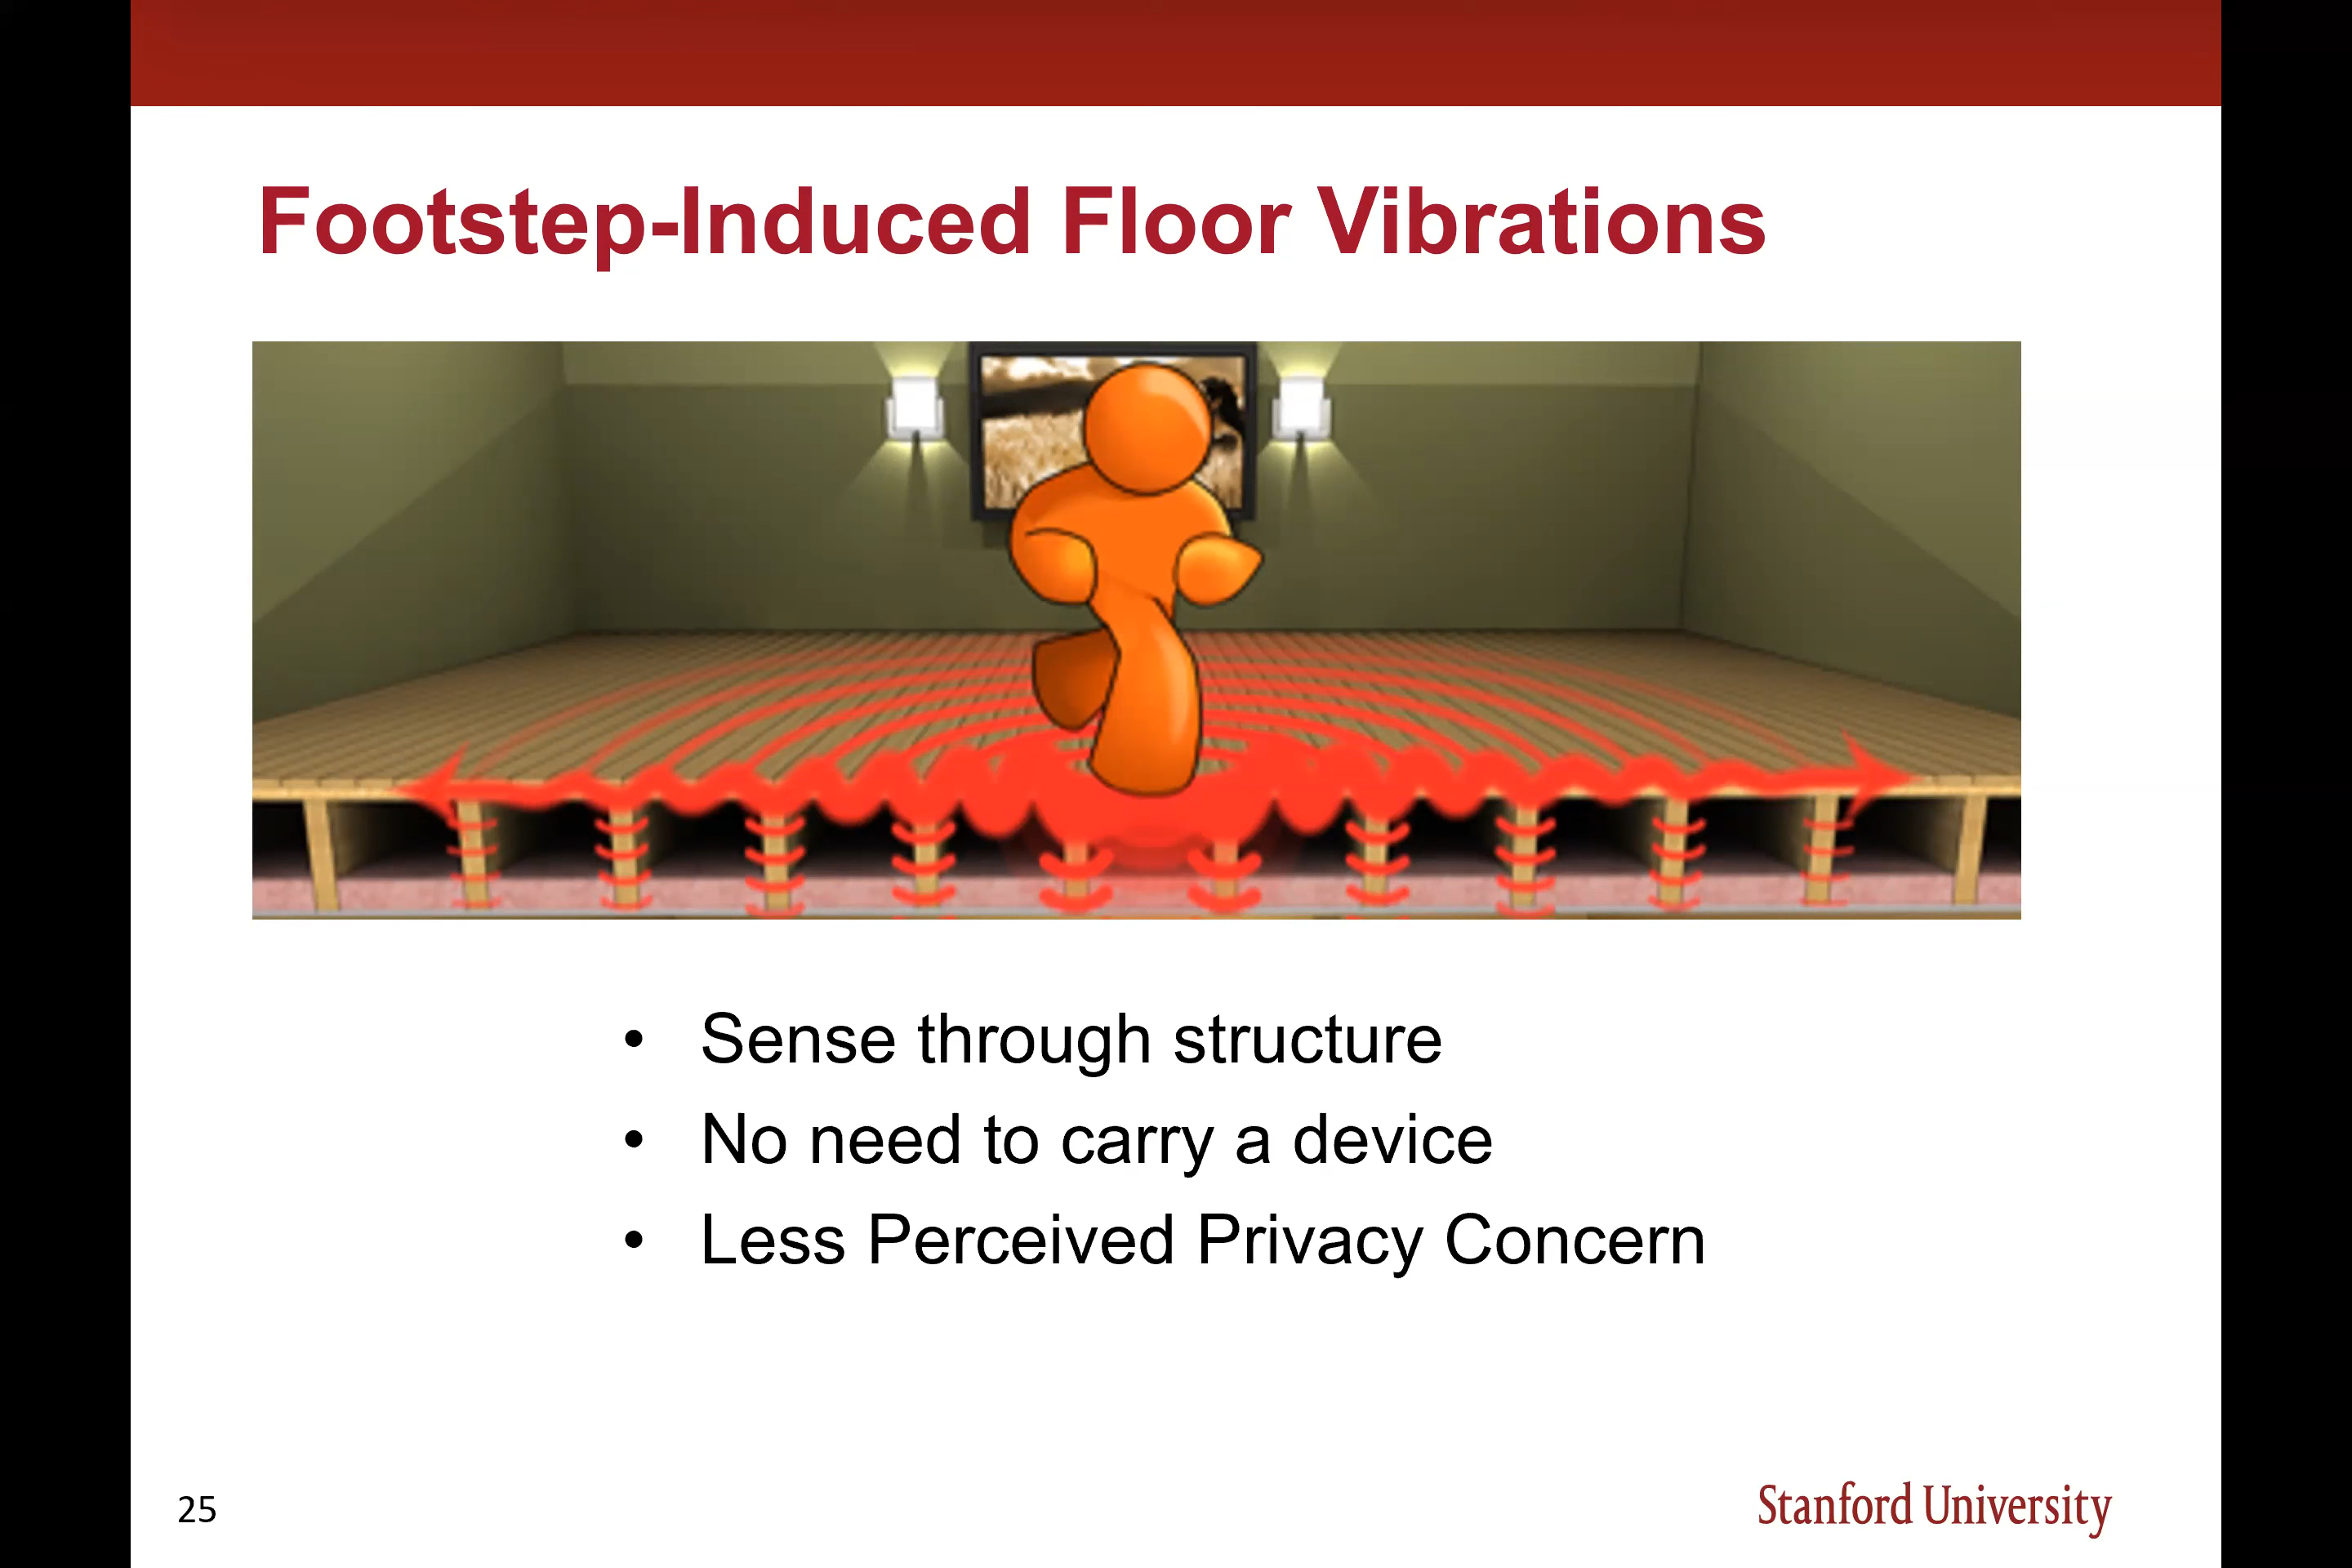 Footstep-Induced Floor Vibrations
• Sense through structure
• No need to carry a device
• Less Perceived Privacy Concern
25
Stanford University